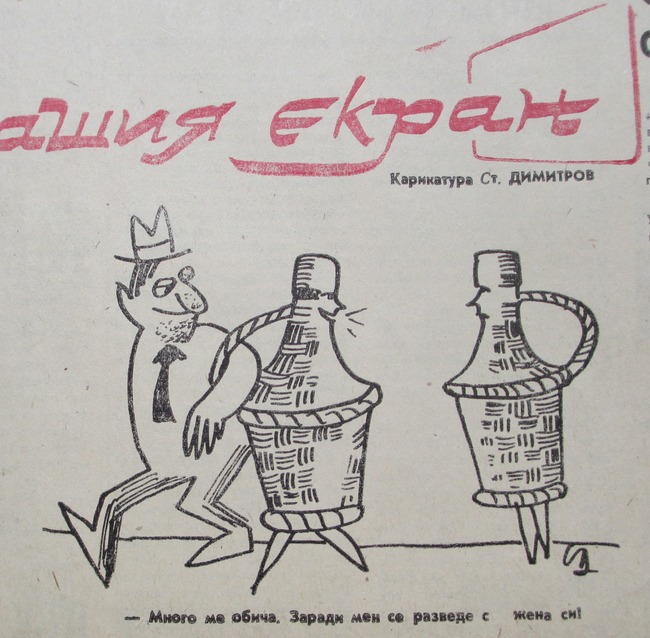 ашия екран
Карикатура Ст. ДИМИТРОВ
— Много ме обича. Заради мен се разведе с жена си!